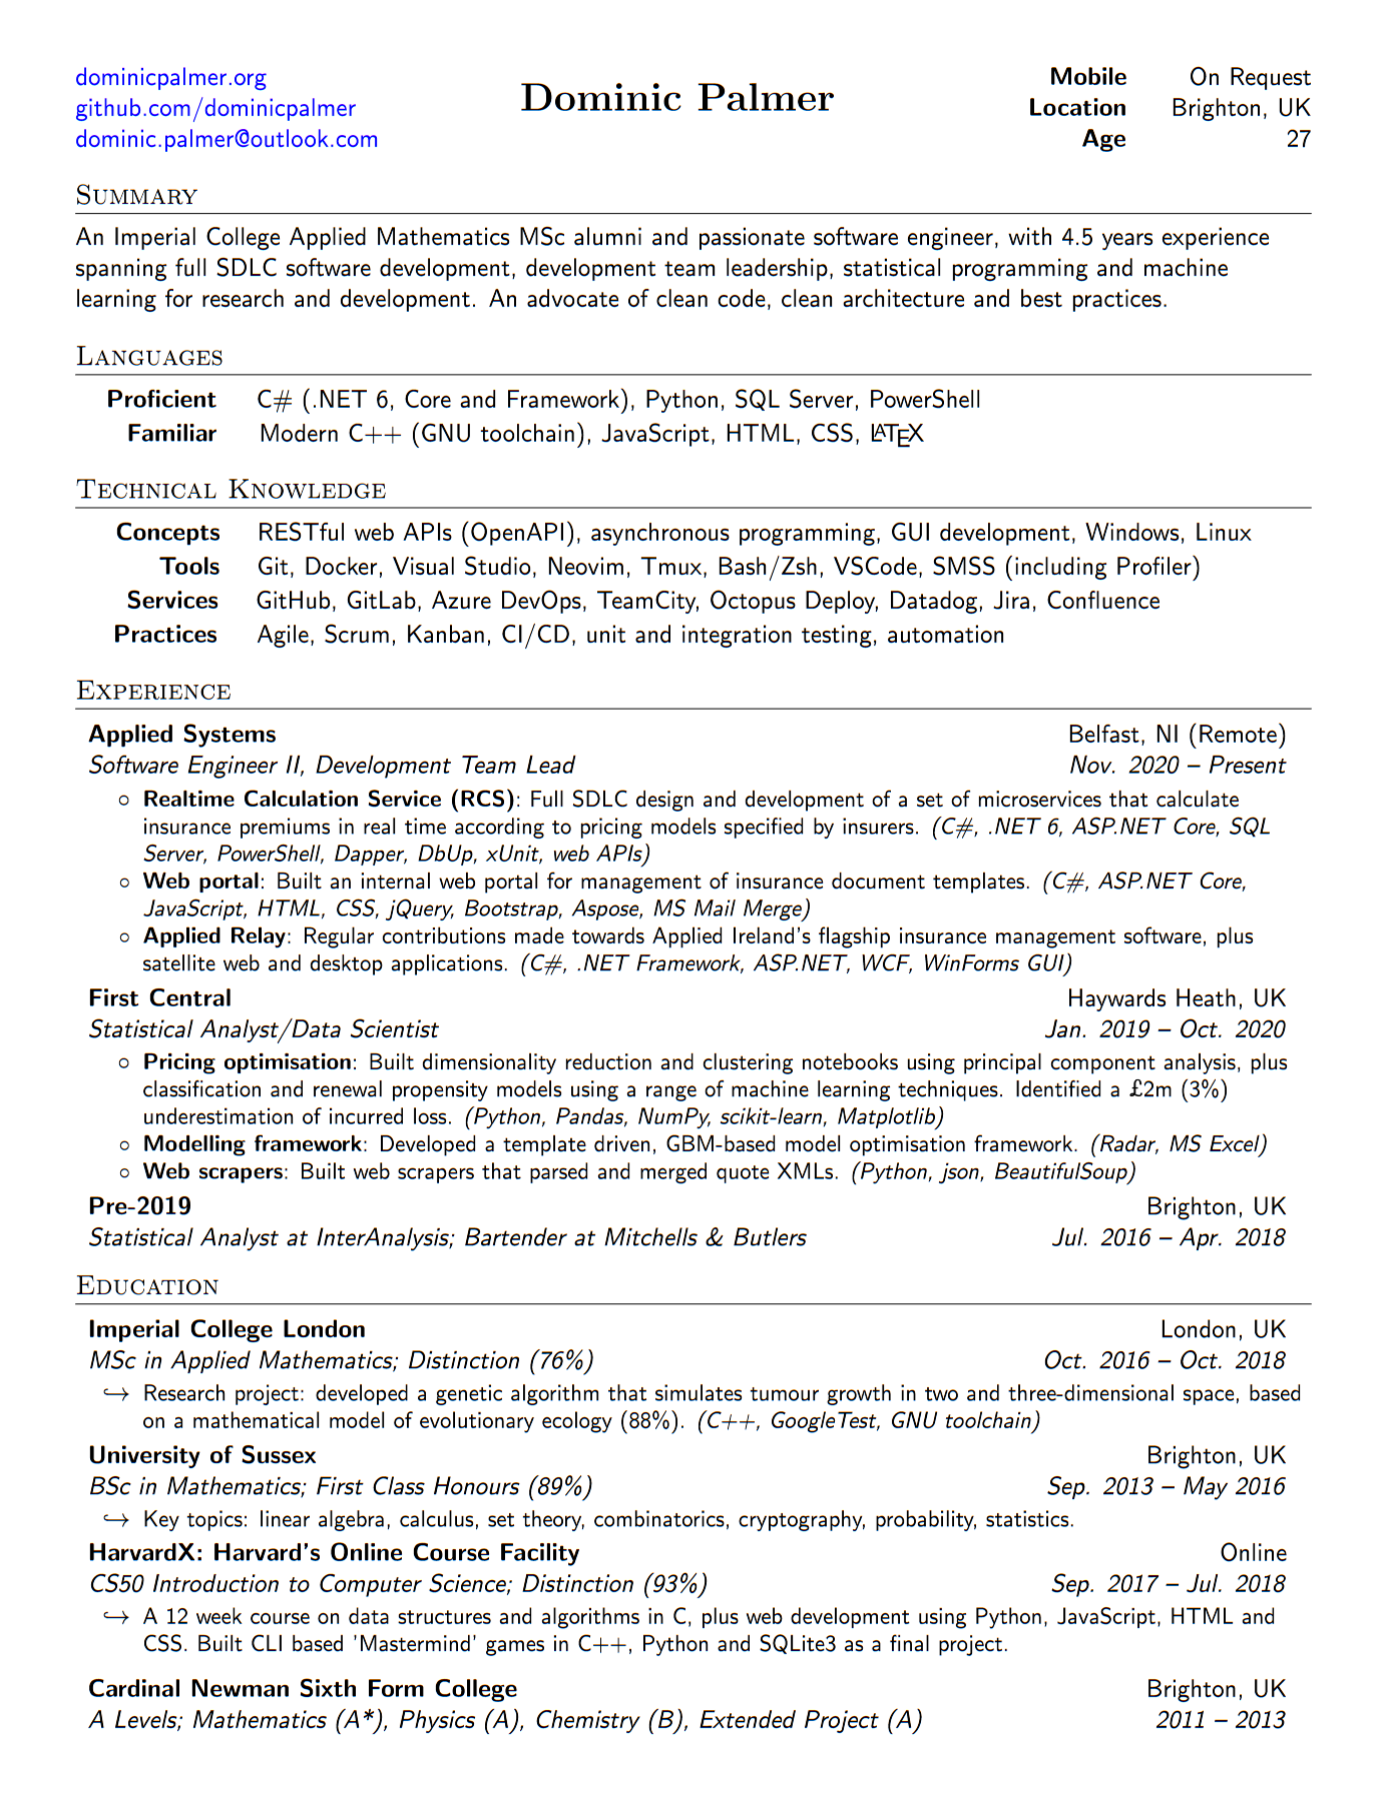 dominicpalmer.org
github.com/dominicpalmer
dominic.palmer@outlook.com
Dominic Palmer
Mobile On Request
Location Brighton, UK
Age 27
Summary
An Imperial College Applied Mathematics MSc alumni and passionate software engineer, with 4.5 years experience
spanning full SDLC software development, development team leadership, statistical programming and machine
learning for research and development. An advocate of clean code, clean architecture and best practices.
Languages
Proficient C# (.NET 6, Core and Framework), Python, SQL Server, PowerShell
Familiar Modern C++ (GNU toolchain), JavaScript, HTML, CSS, LATEX
Technical Knowledge
Concepts RESTful web APIs (OpenAPI), asynchronous programming, GUI development, Windows, Linux
Tools Git, Docker, Visual Studio, Neovim, Tmux, Bash/Zsh, VSCode, SMSS (including Profiler)
Services GitHub, GitLab, Azure DevOps, TeamCity, Octopus Deploy, Datadog, Jira, Confluence
Practices Agile, Scrum, Kanban, CI/CD, unit and integration testing, automation
Experience
Applied Systems Belfast, NI (Remote)
Software Engineer II, Development Team Lead Nov. 2020 – Present
◦ Realtime Calculation Service (RCS): Full SDLC design and development of a set of microservices that calculate
insurance premiums in real time according to pricing models specified by insurers. (C#, .NET 6, ASP.NET Core, SQL
Server, PowerShell, Dapper, DbUp, xUnit, web APIs)
◦ Web portal: Built an internal web portal for management of insurance document templates. (C#, ASP.NET Core,
JavaScript, HTML, CSS, jQuery, Bootstrap, Aspose, MS Mail Merge)
◦ Applied Relay: Regular contributions made towards Applied Ireland's flagship insurance management software, plus
satellite web and desktop applications. (C#, .NET Framework, ASP.NET, WCF, WinForms GUI)
First Central Haywards Heath, UK
Statistical Analyst/Data Scientist Jan. 2019 – Oct. 2020
◦ Pricing optimisation: Built dimensionality reduction and clustering notebooks using principal component analysis, plus
classification and renewal propensity models using a range of machine learning techniques. Identified a £2m (3%)
underestimation of incurred loss. (Python, Pandas, NumPy, scikit-learn, Matplotlib)
◦ Modelling framework: Developed a template driven, GBM-based model optimisation framework. (Radar, MS Excel)
◦ Web scrapers: Built web scrapers that parsed and merged quote XMLs. (Python, json, BeautifulSoup)
Pre-2019 Brighton, UK
Statistical Analyst at InterAnalysis; Bartender at Mitchells & Butlers Jul. 2016 – Apr. 2018
Education
Imperial College London London, UK
MSc in Applied Mathematics; Distinction (76%) Oct. 2016 – Oct. 2018
↪ Research project: developed a genetic algorithm that simulates tumour growth in two and three-dimensional space, based
on a mathematical model of evolutionary ecology (88%). (C++, GoogleTest, GNU toolchain)
University of Sussex Brighton, UK
BSc in Mathematics; First Class Honours (89%) Sep. 2013 – May 2016
↪ Key topics: linear algebra, calculus, set theory, combinatorics, cryptography, probability, statistics.
HarvardX: Harvard's Online Course Facility Online
CS50 Introduction to Computer Science; Distinction (93%) Sep. 2017 – Jul. 2018
↪ A 12 week course on data structures and algorithms in C, plus web development using Python, JavaScript, HTML and
CSS. Built CLI based 'Mastermind' games in C++, Python and SQLite3 as a final project.
Cardinal Newman Sixth Form College Brighton, UK
A Levels; Mathematics (A*), Physics (A), Chemistry (B), Extended Project (A) 2011 – 2013